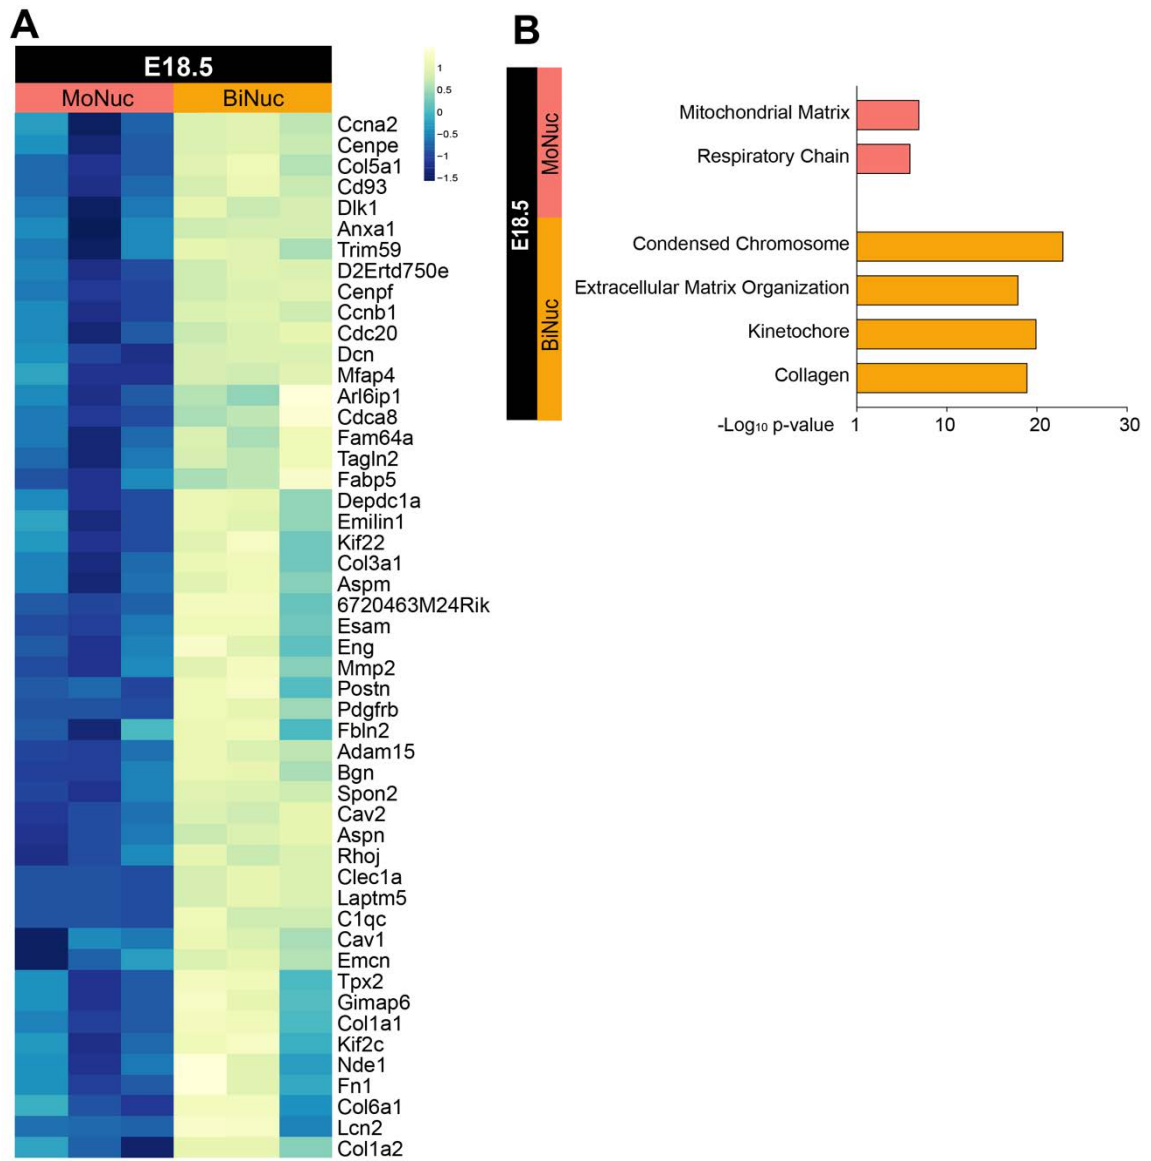 A
E18.5
MoNuc BiNuc
1
0.5
0
−0.5
−1
−1.5
Ccna2
Cenpe
Col5a1
Cd93
Dlk1
Anxa1
Trim59
D2Ertd750e
Cenpf
Ccnb1
Cdc20
Dcn
Mfap4
Arl6ip1
Cdca8
Fam64a
Tagln2
Fabp5
Depdc1a
Emilin1
Kif22
Col3a1
Aspm
6720463M24Rik
Esam
Eng
Mmp2
Postn
Pdgfrb
Fbln2
Adam15
Bgn
Spon2
Cav2
Aspn
Rhoj
Clec1a
Laptm5
C1qc
Cav1
Emcn
Tpx2
Gimap6
Col1a1
Kif2c
Nde1
Fn1
Col6a1
Lcn2
Col1a2
B
E18.5
MoNuc
BiNuc
Mitochondrial Matrix
Respiratory Chain
Condensed Chromosome
Extracellular Matrix Organization
Kinetochore
Collagen
-Log₁₀ p-value 1 10 20 30